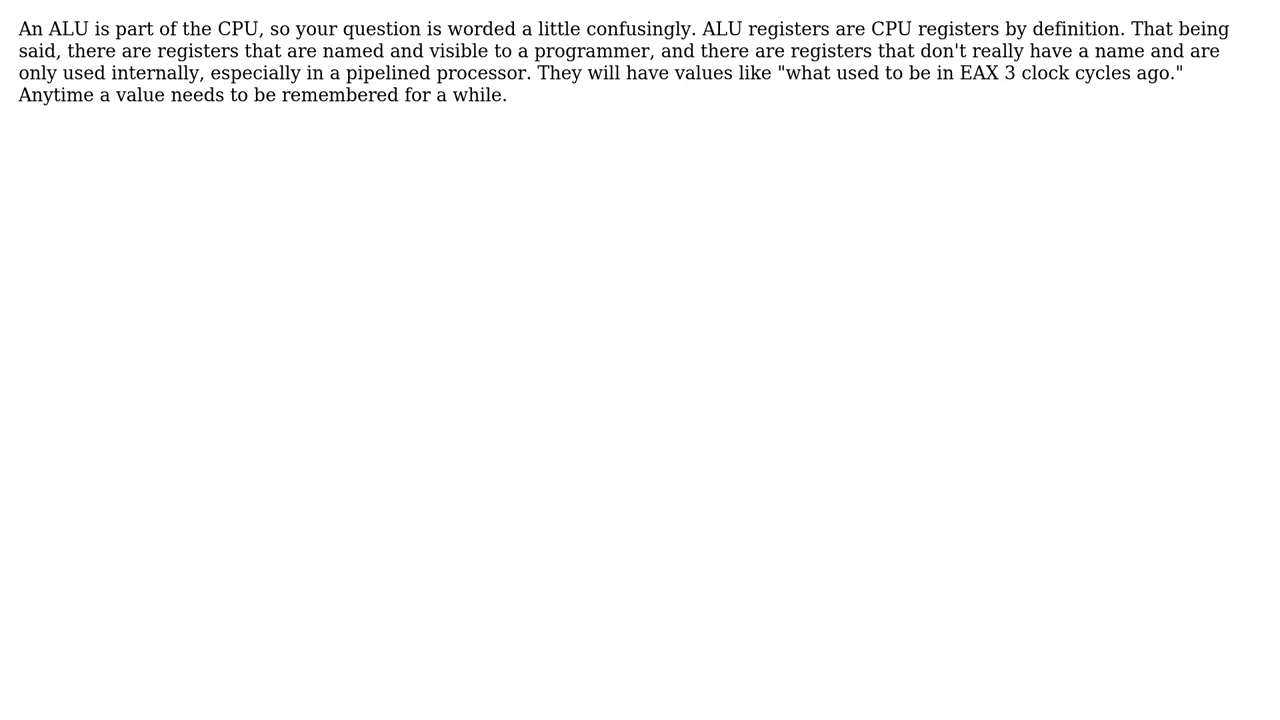 An ALU is part of the CPU, so your question is worded a little confusingly. ALU registers are CPU registers by definition. That being
said, there are registers that are named and visible to a programmer, and there are registers that don't really have a name and are
only used internally, especially in a pipelined processor. They will have values like "what used to be in EAX 3 clock cycles ago."
Anytime a value needs to be remembered for a while.